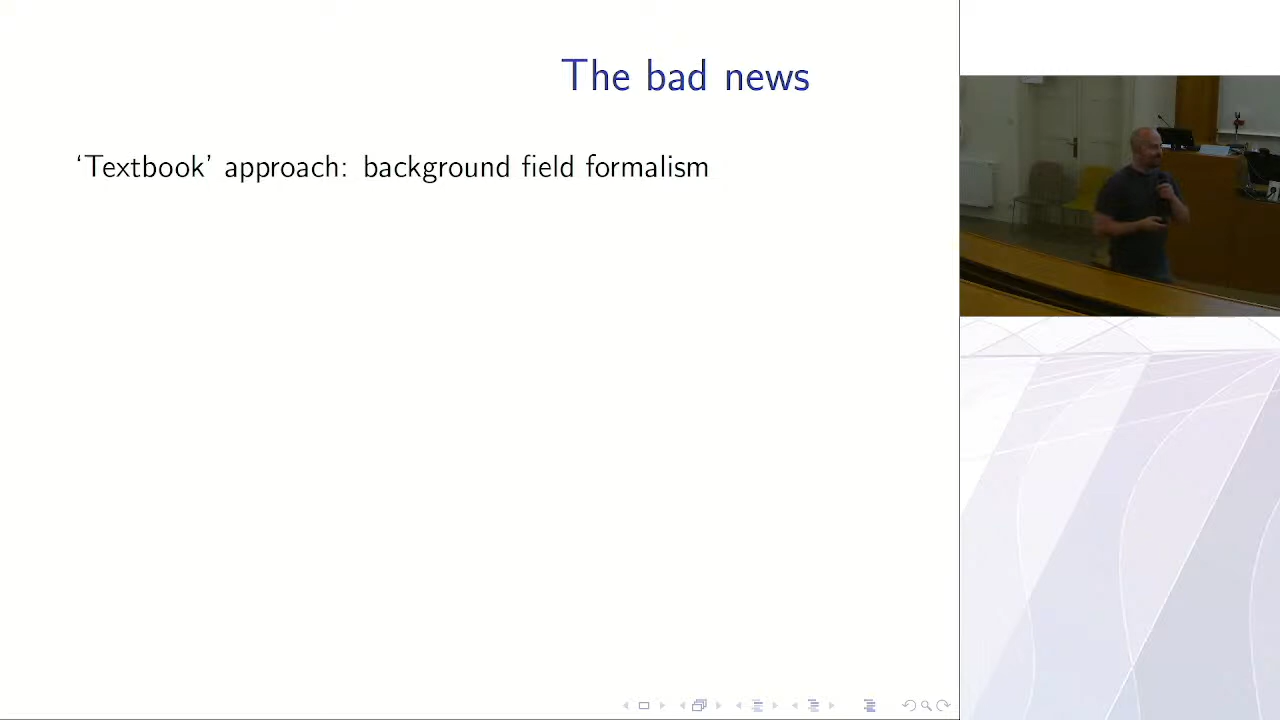 The bad news
‘Textbook’ approach: background field formalism